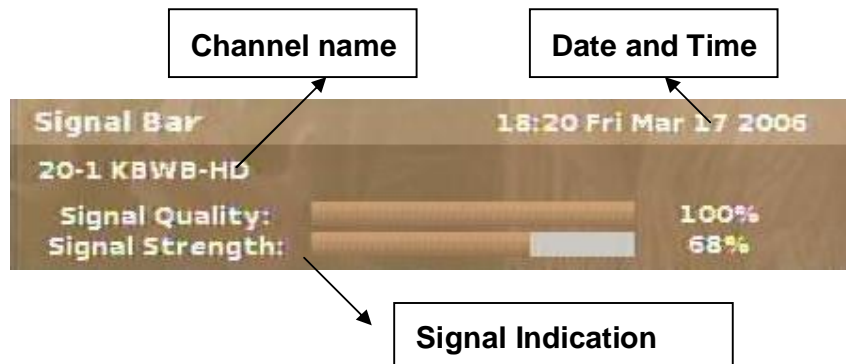 Channel name
Date and Time
Signal Bar
18:20 Fri Mar 17 2006
20-1 KBWB-HD
Signal Quality:
100%
Signal Strength:
68%
Signal Indication